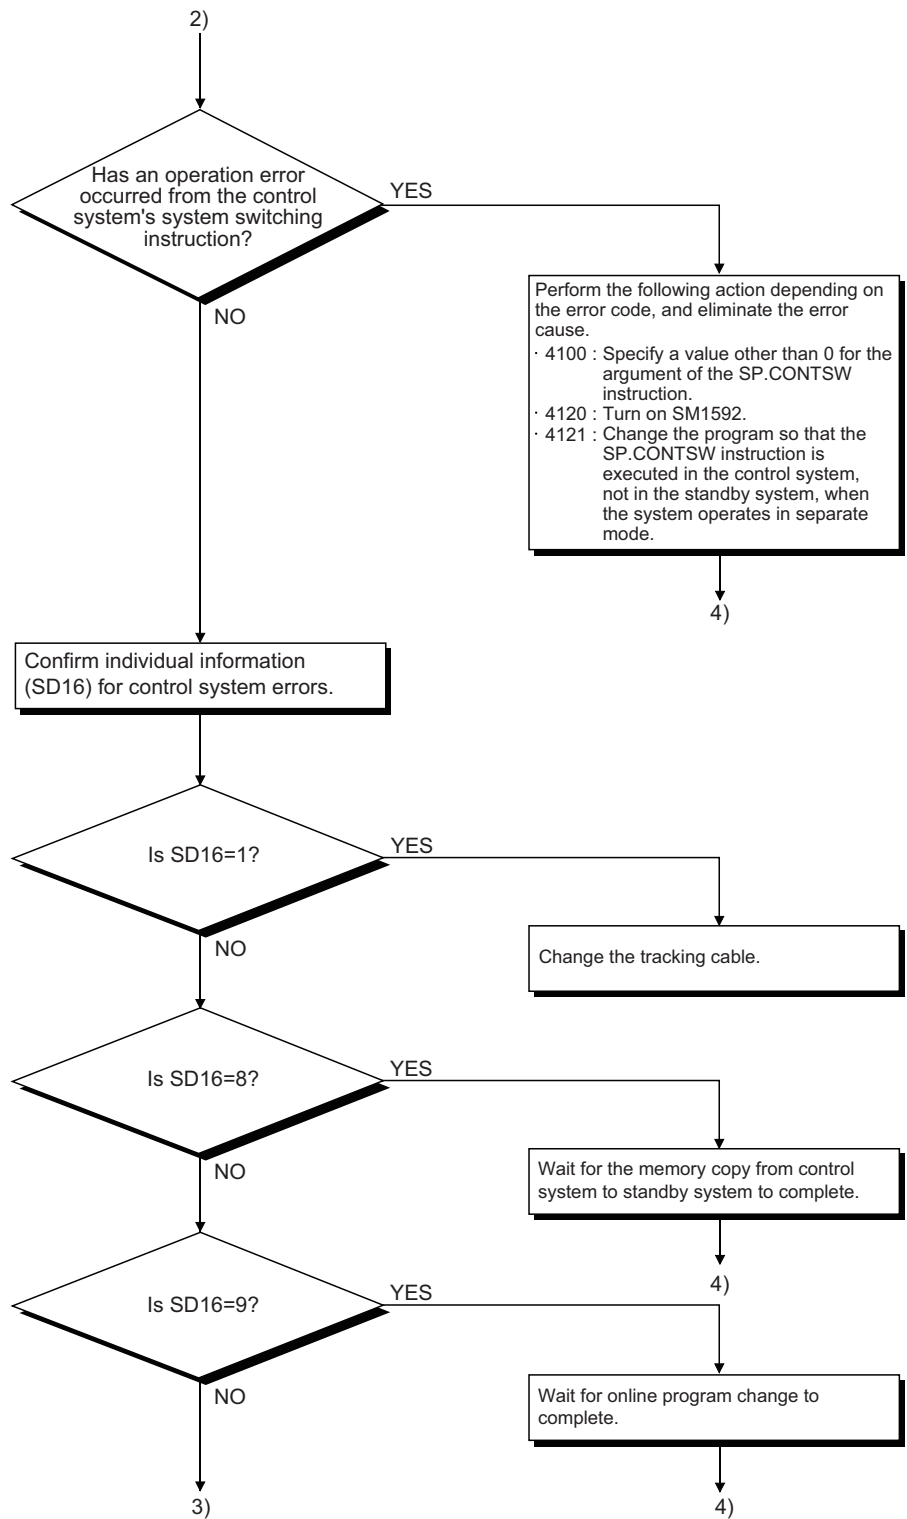 2)
Has an operation error
occurred from the control
system's system switching
instruction?
YES
NO
Perform the following action depending on
the error code, and eliminate the error
cause.
· 4100 : Specify a value other than 0 for the
argument of the SP.CONTSW
instruction.
· 4120 : Turn on SM1592.
· 4121 : Change the program so that the
SP.CONTSW instruction is
executed in the control system,
not in the standby system, when
the system operates in separate
mode.
4)
Confirm individual information
(SD16) for control system errors.
Is SD16=1?
YES
NO
Change the tracking cable.
Is SD16=8?
YES
NO
Wait for the memory copy from control
system to standby system to complete.
4)
Is SD16=9?
YES
NO
Wait for online program change to
complete.
3)
4)